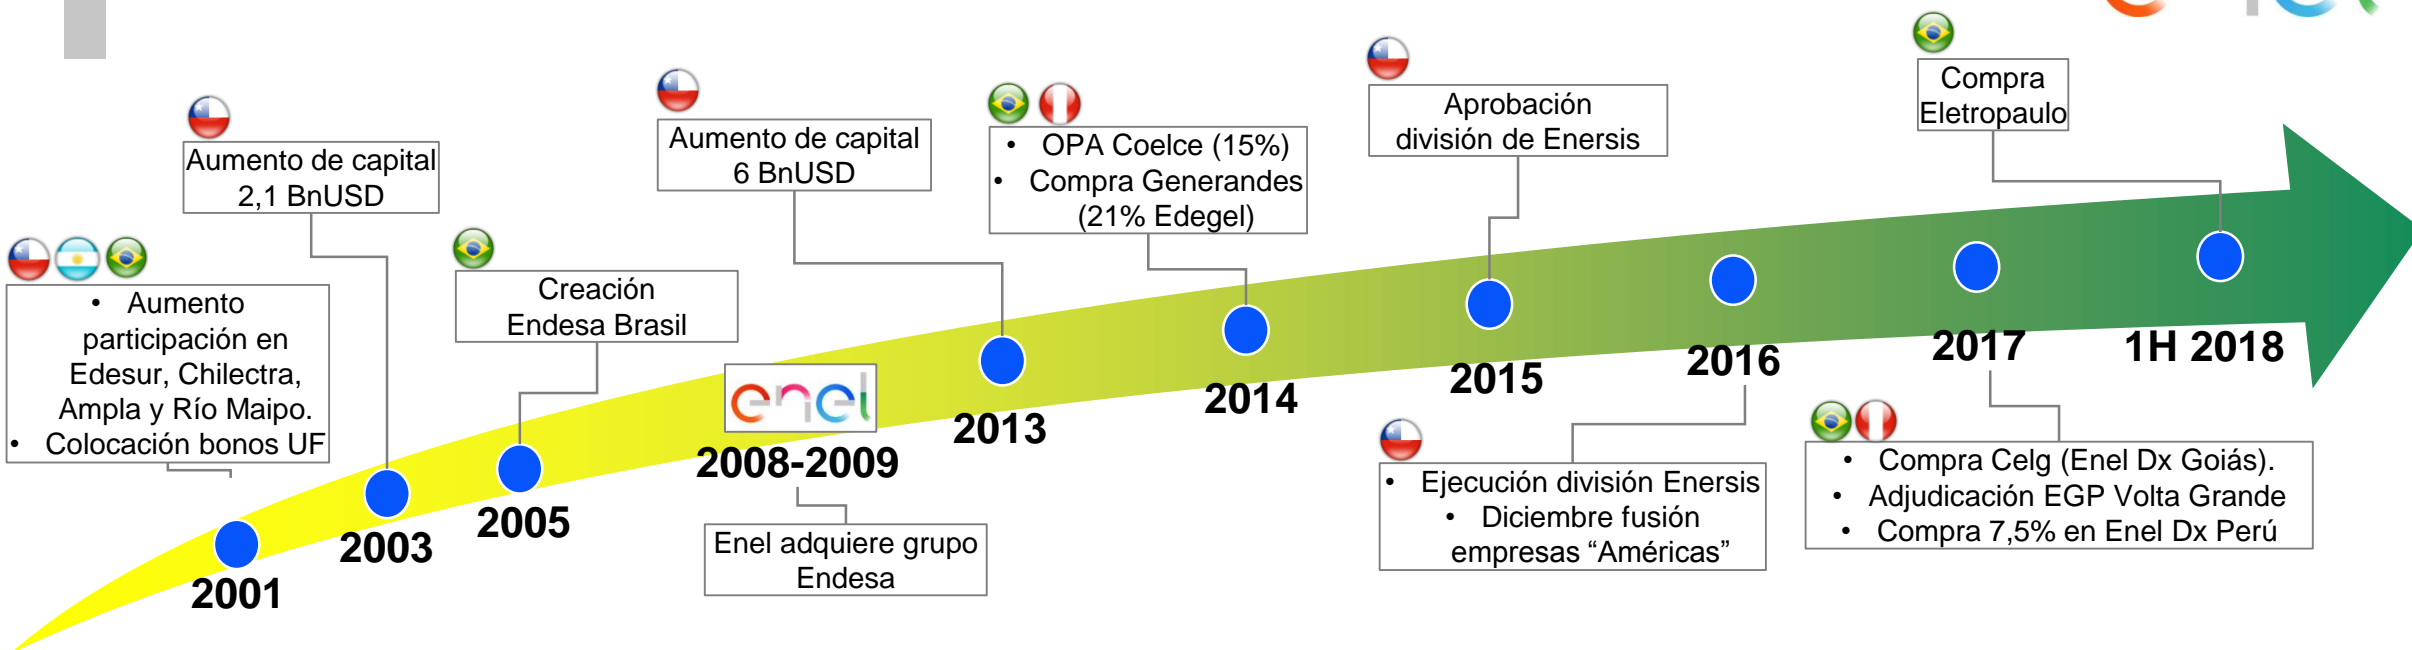 enel
• Aumento
participación en
Edesur, Chilectra,
Ampla y Río Maipo.
• Colocación bonos UF
2001
Aumento de capital
2,1 BnUSD
2003
Creación
Endesa Brasil
2005
enel
2008-2009
Enel adquiere grupo
Endesa
Aumento de capital
6 BnUSD
2013
• OPA Coelce (15%)
• Compra Generandes
(21% Edegel)
2014
Aprobación
división de Enersis
2015
2016
• Ejecución división Enersis
• Diciembre fusión
empresas “Américas”
2017
• Compra Celg (Enel Dx Goiás).
• Adjudicación EGP Volta Grande
• Compra 7,5% en Enel Dx Perú
Compra
Eletropaulo
1H 2018